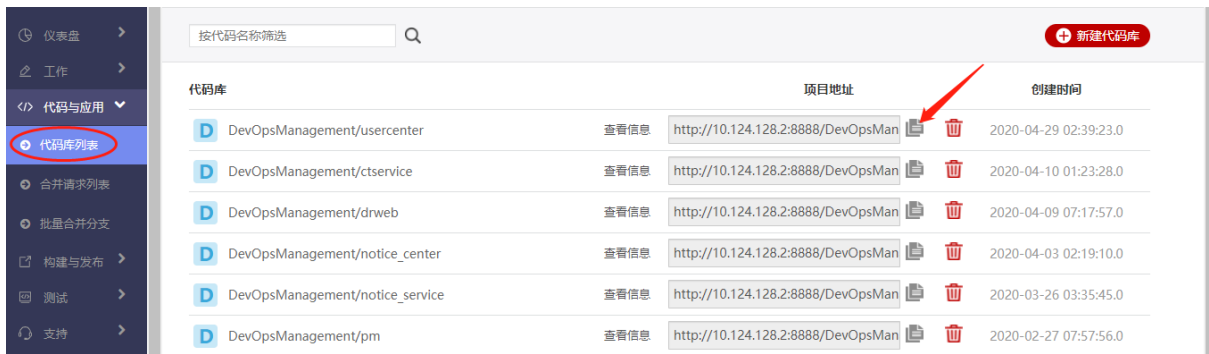 仪表盘
工作
</> 代码与应用
代码库列表
合并请求列表
批量合并分支
构建与发布
测试
支持
按代码名称筛选
新建代码库
代码库 项目地址 创建时间
D DevOpsManagement/usercenter 查看信息 http://10.124.128.2:8888/DevOpsMan 2020-04-29 02:39:23.0
D DevOpsManagement/ctservice 查看信息 http://10.124.128.2:8888/DevOpsMan 2020-04-10 01:23:28.0
D DevOpsManagement/drweb 查看信息 http://10.124.128.2:8888/DevOpsMan 2020-04-09 07:17:57.0
D DevOpsManagement/notice_center 查看信息 http://10.124.128.2:8888/DevOpsMan 2020-04-03 02:19:10.0
D DevOpsManagement/notice_service 查看信息 http://10.124.128.2:8888/DevOpsMan 2020-03-26 03:35:45.0
D DevOpsManagement/pm 查看信息 http://10.124.128.2:8888/DevOpsMan 2020-02-27 07:57:56.0